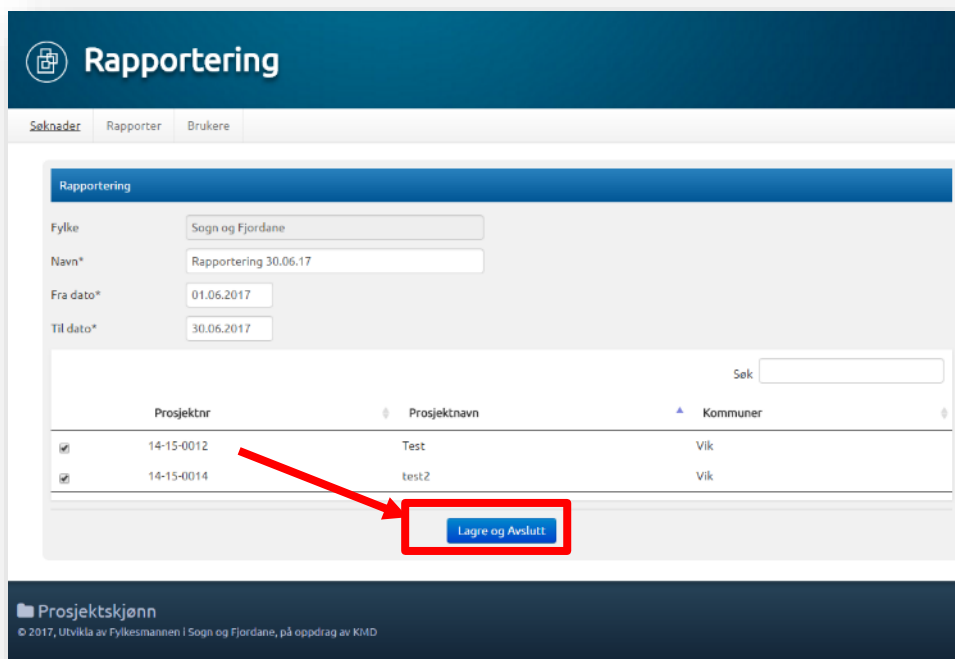 Rapportering
Søknader Rapporter Brukere
Rapportering
Fylke Sogn og Fjordane
Navn* Rapportering 30.06.17
Fra dato* 01.06.2017
Til dato* 30.06.2017
Søk
Prosjektnr Prosjektnavn Kommuner
14-15-0012 Test Vik
14-15-0014 test2 Vik
Lagre og Avslutt
Prosjektskjønn
© 2017, Utvikla av Fylkesmannen i Sogn og Fjordane, på oppdrag av KMD